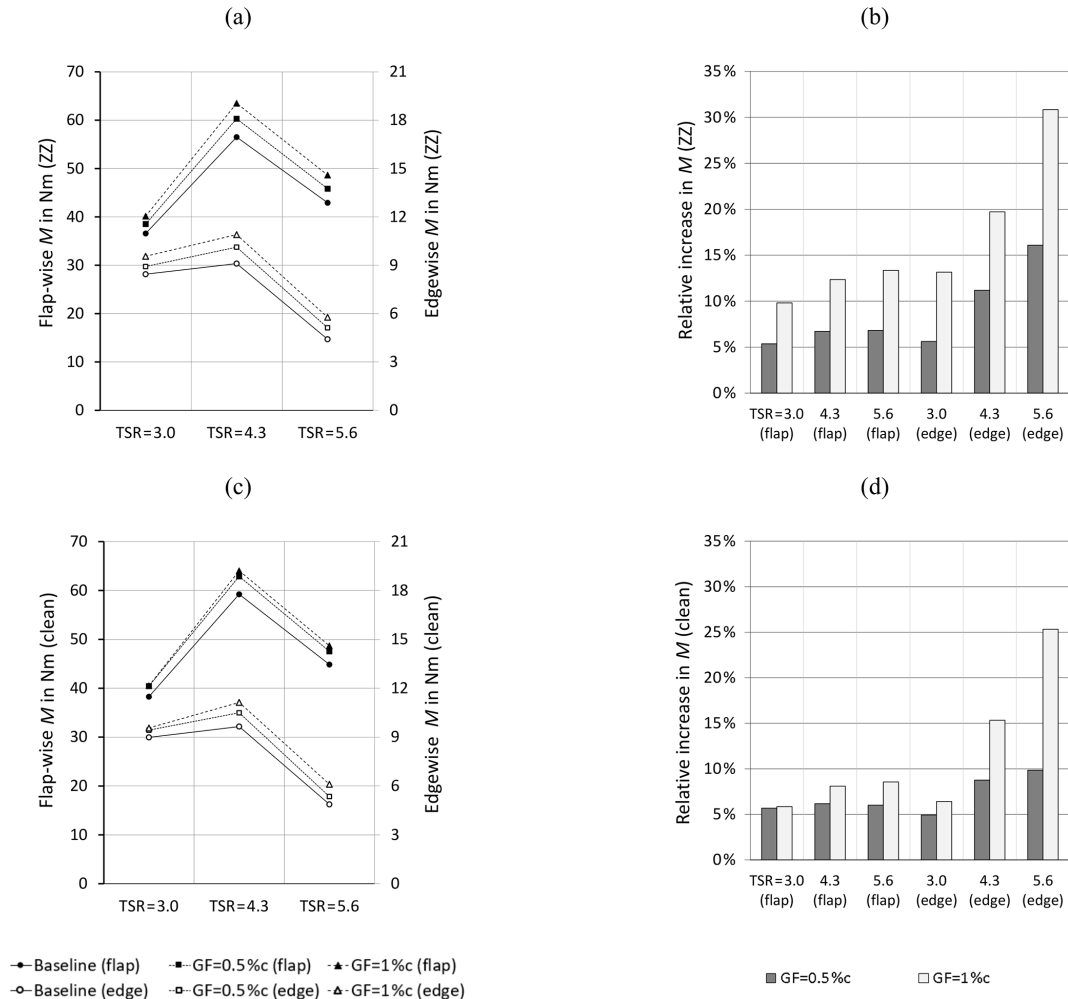 (a)
Flap-wise M in Nm (ZZ)
70
60
50
40
30
20
10
0
21
18
15
12
9
6
3
0
Edgewise M in Nm (ZZ)
TSR=3.0 TSR=4.3 TSR=5.6
(b)
Relative increase in M (ZZ)
35%
30%
25%
20%
15%
10%
5%
0%
TSR=3.0 4.3 5.6 3.0 4.3 5.6
(flap) (flap) (flap) (edge) (edge) (edge)
(c)
Flap-wise M in Nm (clean)
70
60
50
40
30
20
10
0
21
18
15
12
9
6
3
0
Edgewise M in Nm (clean)
TSR=3.0 TSR=4.3 TSR=5.6
(d)
Relative increase in M (clean)
35%
30%
25%
20%
15%
10%
5%
0%
TSR=3.0 4.3 5.6 3.0 4.3 5.6
(flap) (flap) (flap) (edge) (edge) (edge)
Baseline (flap) GF=0.5%c (flap) GF=1%c (flap)
Baseline (edge) GF=0.5%c (edge) GF=1%c (edge)
GF=0.5%c GF=1%c